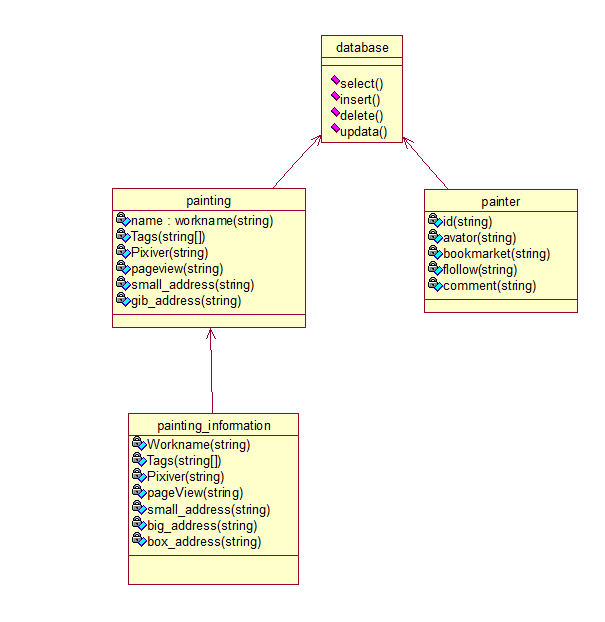 database
select()
insert()
delete()
updata()
painting
name : workname(string)
Tags(string[])
Pixiver(string)
pageview(string)
small_address(string)
gib_address(string)
painter
id(string)
avator(string)
bookmarket(string)
flollow(string)
comment(string)
painting_information
Workname(string)
Tags(string[])
Pixiver(string)
pageView(string)
small_address(string)
big_address(string)
box_address(string)